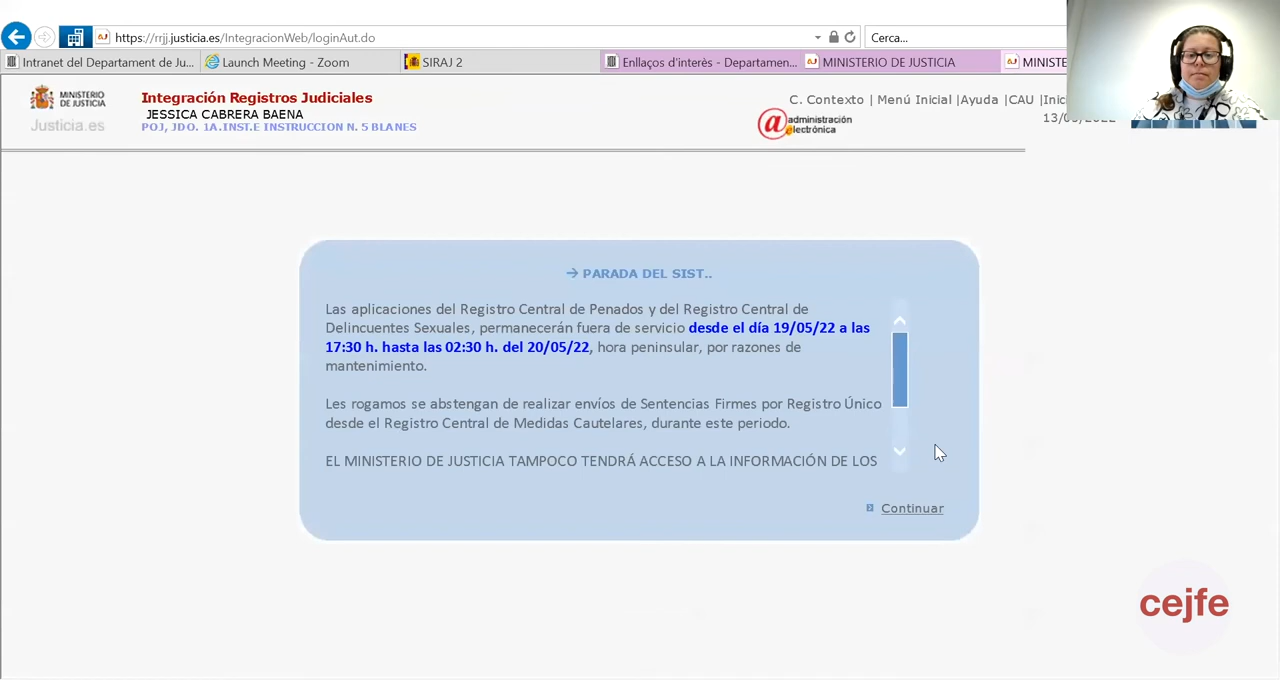 https://rrjj.justicia.es/IntegracionWeb/loginAut.do
Cerca...
Intranet del Departament de Ju...
Launch Meeting - Zoom
SIRAJ 2
Enllaços d'interès - Departamen...
MINISTERIO DE JUSTICIA
MINISTE
MINISTERIO
DE JUSTICIA
Justicia.es
Integración Registros Judiciales
JESSICA CABRERA BAENA
POJ, JDO. 1A.INST.E INSTRUCCION N. 5 BLANES
administración
electrónica
C. Contexto | Menú Inicial |Ayuda |CAU |Inic
→ PARADA DEL SIST..
Las aplicaciones del Registro Central de Penados y del Registro Central de
Delincuentes Sexuales, permanecerán fuera de servicio desde el día 19/05/22 a las
17:30 h. hasta las 02:30 h. del 20/05/22, hora peninsular, por razones de
mantenimiento.
Les rogamos se abstengan de realizar envíos de Sentencias Firmes por Registro Único
desde el Registro Central de Medidas Cautelares, durante este periodo.
EL MINISTERIO DE JUSTICIA TAMPOCO TENDRÁ ACCESO A LA INFORMACIÓN DE LOS
Continuar
cejfe